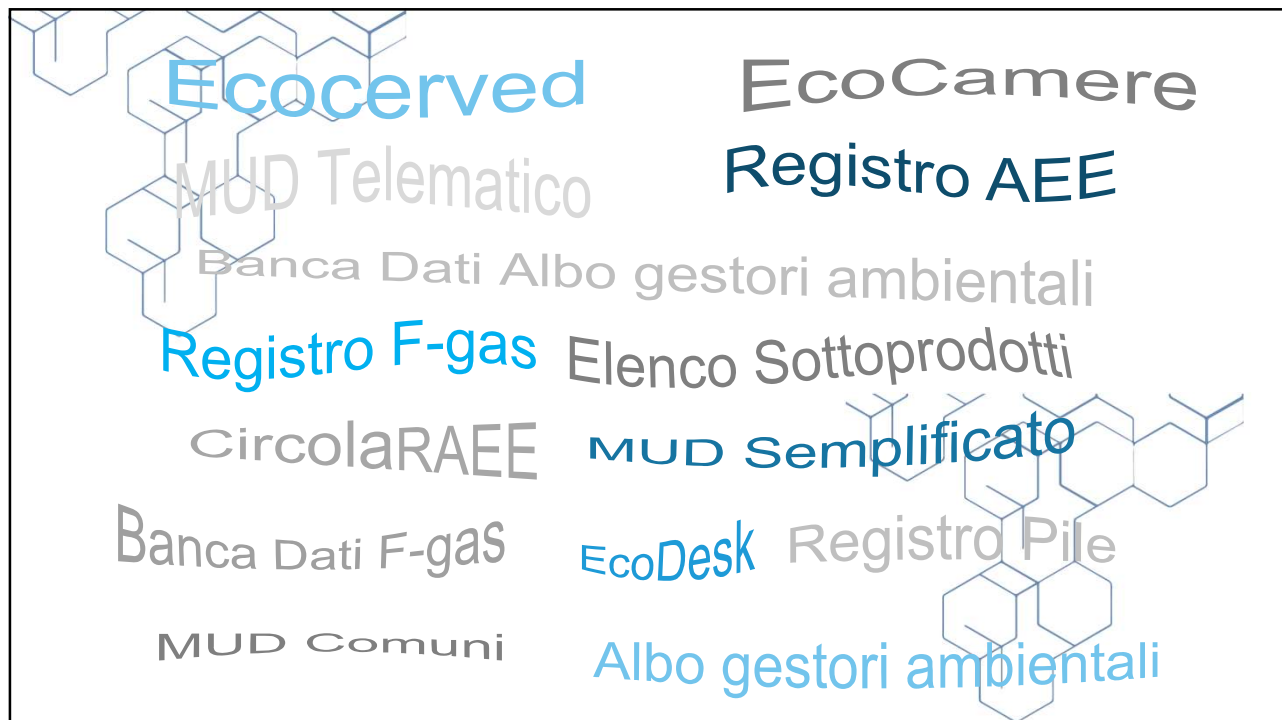 Ecocerved
EcoCamere
MUD Telematico
Registro AEE
Banca Dati Albo gestori ambientali
Registro F-gas
Elenco Sottoprodotti
CircolaRAEE
MUD Semplificato
Banca Dati F-gas
EcoDesk
Registro Pile
MUD Comuni
Albo gestori ambientali